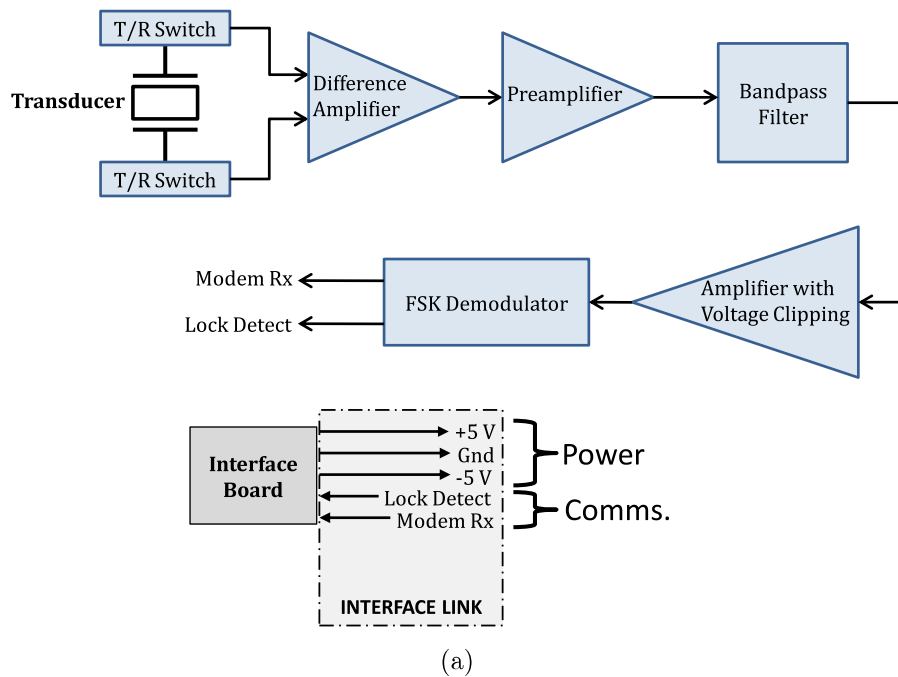 T/R Switch
Transducer
T/R Switch
Difference
Amplifier
Preamplifier
Bandpass
Filter
Modem Rx
Lock Detect
FSK Demodulator
Amplifier with
Voltage Clipping
Interface
Board
+5 V
Gnd
-5 V
Lock Detect
Modem Rx
Power
Comms.
INTERFACE LINK
(a)